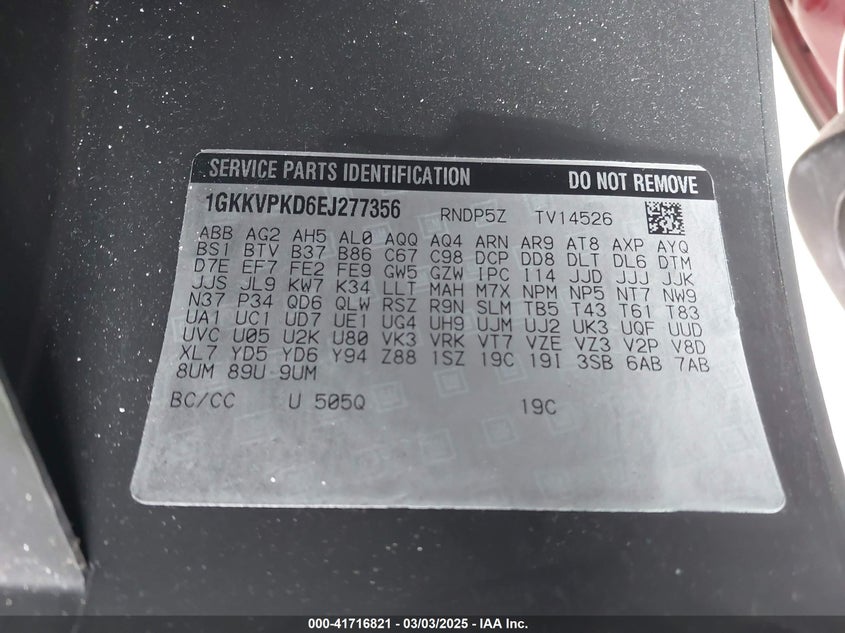 SERVICE PARTS IDENTIFICATION DO NOT REMOVE
1GKKVPKD6EJ277356 RNDP5Z TV14526
ABB AG2 AH5 AL0 AQQ AQ4 ARN AR9 AT8 AXP AYQ
BS1 BTV B37 B86 C67 C98 DCP DD8 DLT DL6 DTM
D7E EF7 FE2 FE9 GW5 GZW IPC I14 JJD JJJ JJK
JJS JL9 KW7 K34 LLT MAH M7X NPM NP5 NT7 NW9
N37 P34 QD6 QLW RSZ R9N SLM TB5 T43 T61 T83
UA1 UC1 UD7 UE1 UG4 UH9 UJM UJ2 UK3 UQF UUD
UVC U05 U2K U80 VK3 VRK VT7 VZE VZ3 V2P V8D
XL7 YD5 YD6 Y94 Z88 1SZ 19C 19I 3SB 6AB 7AB
8UM 89U 9UM
BC/CC U 505Q 19C
000-41716821 - 03/03/2025 - IAA Inc.